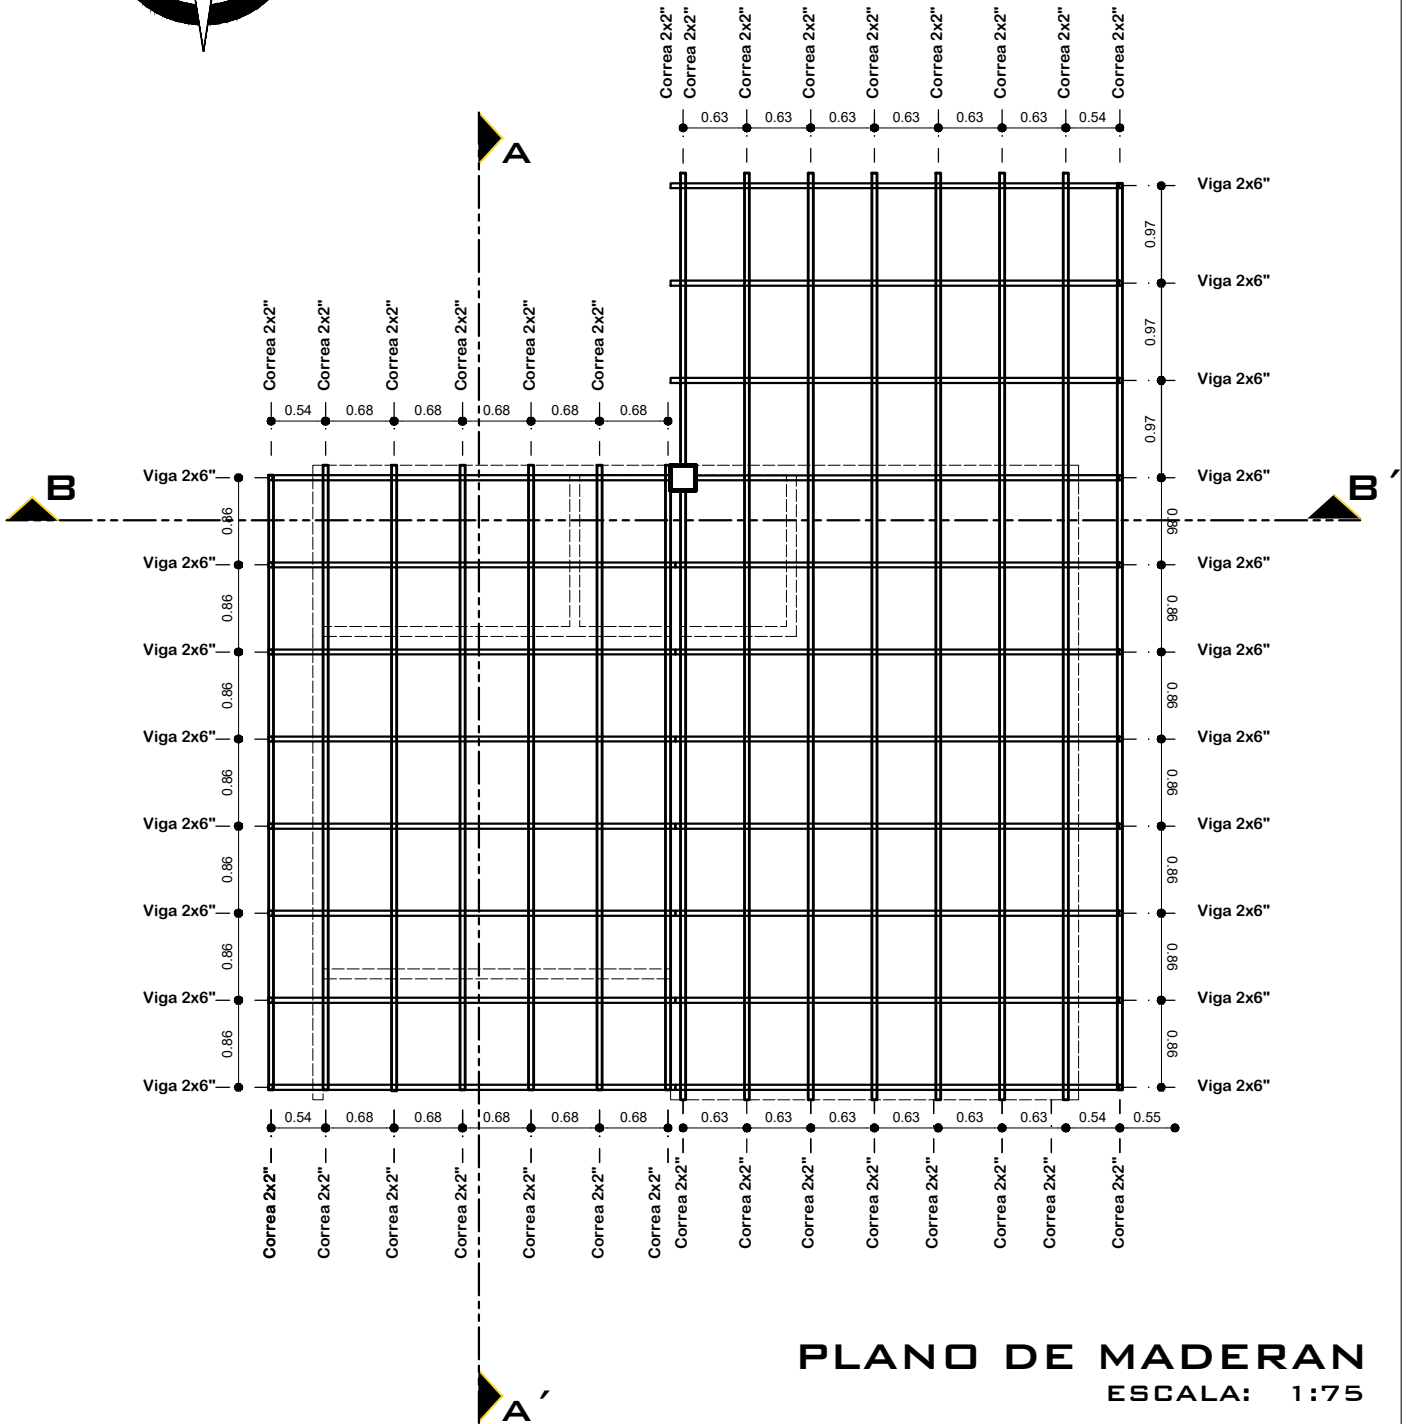 Correa 2x2" Correa 2x2" Correa 2x2" Correa 2x2" Correa 2x2" Correa 2x2" Correa 2x2" Correa 2x2" Correa 2x2"
0.63 0.63 0.63 0.63 0.63 0.63 0.54
A
Viga 2x6"
0.97
Viga 2x6"
0.97
Correa 2x2" Correa 2x2" Correa 2x2" Correa 2x2" Correa 2x2" Correa 2x2"
Viga 2x6"
0.54 0.68 0.68 0.68 0.68 0.68
0.97
Viga 2x6" Viga 2x6"
B B´
0.86 0.86
Viga 2x6" Viga 2x6"
0.86 0.86
Viga 2x6" Viga 2x6"
0.86 0.86
Viga 2x6" Viga 2x6"
0.86 0.86
Viga 2x6" Viga 2x6"
0.86 0.86
Viga 2x6" Viga 2x6"
0.86 0.86
Viga 2x6" Viga 2x6"
0.86 0.86
Viga 2x6" Viga 2x6"
0.54 0.68 0.68 0.68 0.68 0.68 0.63 0.63 0.63 0.63 0.63 0.63 0.54 0.55
Correa 2x2" Correa 2x2" Correa 2x2" Correa 2x2" Correa 2x2" Correa 2x2" Correa 2x2" Correa 2x2" Correa 2x2" Correa 2x2" Correa 2x2" Correa 2x2" Correa 2x2" Correa 2x2" Correa 2x2"
PLANO DE MADERAN
ESCALA: 1:75
A´